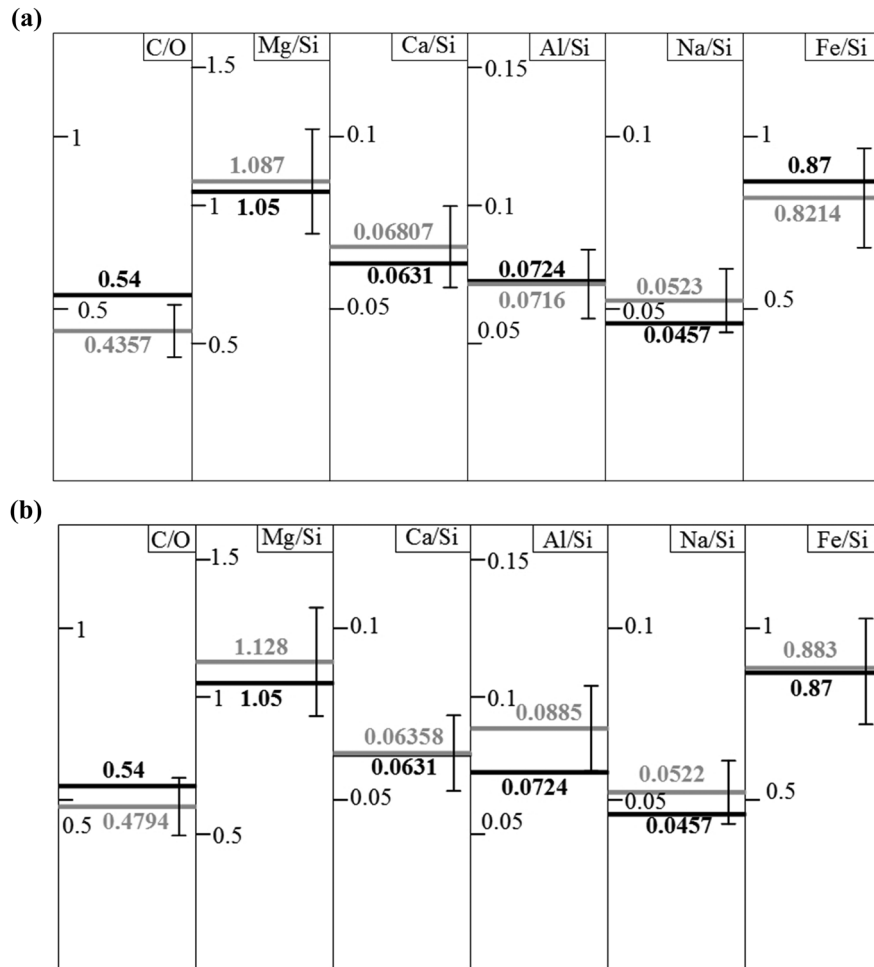 (a)
C/O Mg/Si Ca/Si Al/Si Na/Si Fe/Si
1.5 0.15
1 0.1 0.1 1
1.087 0.87
1.05 1 0.1 0.8214
0.06807
0.54 0.0631 0.0724 0.0523
0.5 0.05 0.0716 0.05 0.5
0.4357 0.5 0.05 0.0457
(b)
C/O Mg/Si Ca/Si Al/Si Na/Si Fe/Si
1.5 0.15
1 0.1 0.1 1
1.128 0.883
1 1.05 0.1 0.87
0.06358 0.0885
0.54 0.0631 0.0724 0.0522
0.5 0.4794 0.05 0.05 0.5
0.5 0.05 0.0457